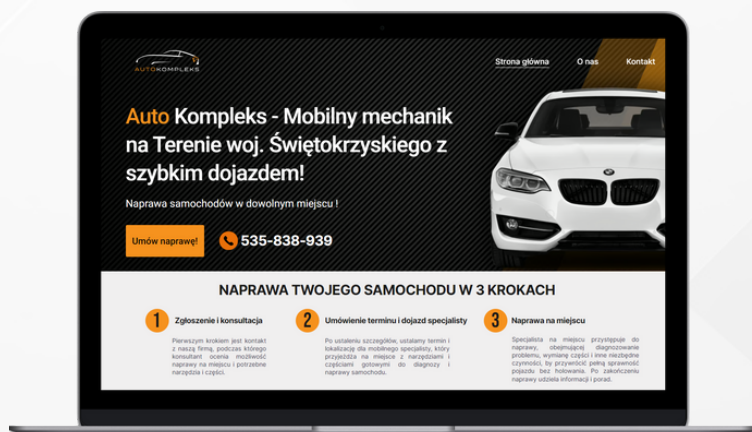 AUTOKOMPLEKS
Strona główna
O nas
Kontakt
Auto Kompleks - Mobilny mechanik
na Terenie woj. Świętokrzyskiego z
szybkim dojazdem!
Naprawa samochodów w dowolnym miejscu !
Umów naprawę!
535-838-939
NAPRAWA TWOJEGO SAMOCHODU W 3 KROKACH
1
Zgłoszenie i konsultacja
Pierwszym krokiem jest kontakt
z naszą firmą, podczas którego
konsultant ocenia możliwość
naprawy na miejscu i potrzebne
narzędzia i części.
2
Umówienie terminu i dojazd specjalisty
Po ustaleniu szczegółów, ustalamy termin i
lokalizację dla mobilnego specjalisty, który
przyjeżdża na miejsce z narzędziami i
częściami gotowymi do diagnozy i
naprawy samochodu.
3
Naprawa na miejscu
Specjalista na miejscu przystępuje do
naprawy, obejmującej diagnozowanie
problemu, wymianę części i inne niezbędne
czynności, by przywrócić pełną sprawność
pojazdu bez holowania. Po zakończeniu
naprawy udziela informacji i porad.